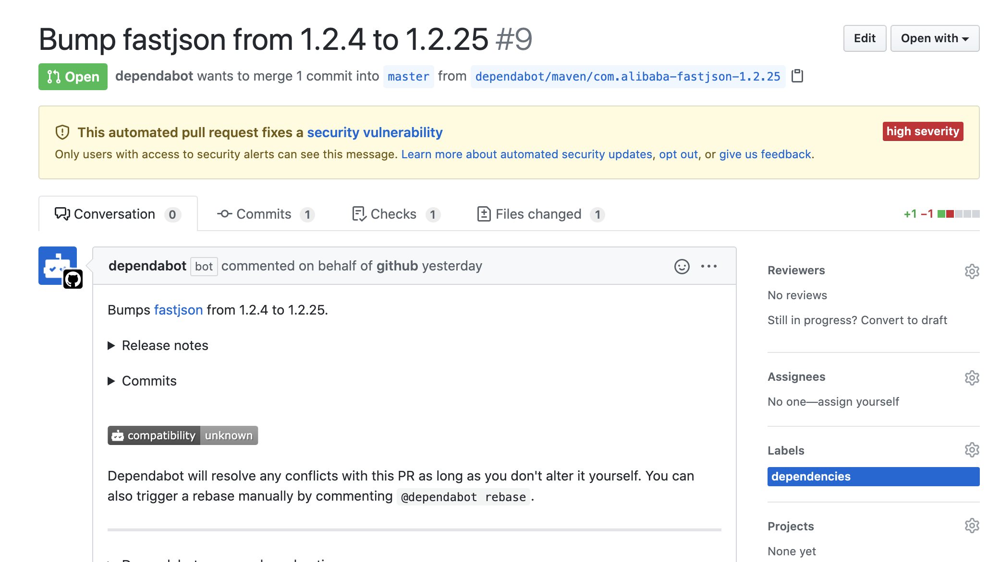 Bump fastjson from 1.2.4 to 1.2.25 #9
Edit
Open with
Open
dependabot wants to merge 1 commit into master from dependabot/maven/com.alibaba-fastjson-1.2.25
This automated pull request fixes a security vulnerability
high severity
Only users with access to security alerts can see this message. Learn more about automated security updates, opt out, or give us feedback.
Conversation 0
Commits 1
Checks 1
Files changed 1
+1 −1
dependabot bot commented on behalf of github yesterday
Bumps fastjson from 1.2.4 to 1.2.25.
Release notes
Commits
compatibility unknown
Dependabot will resolve any conflicts with this PR as long as you don't alter it yourself. You can
also trigger a rebase manually by commenting @dependabot rebase.
Reviewers
No reviews
Still in progress? Convert to draft
Assignees
No one—assign yourself
Labels
dependencies
Projects
None yet